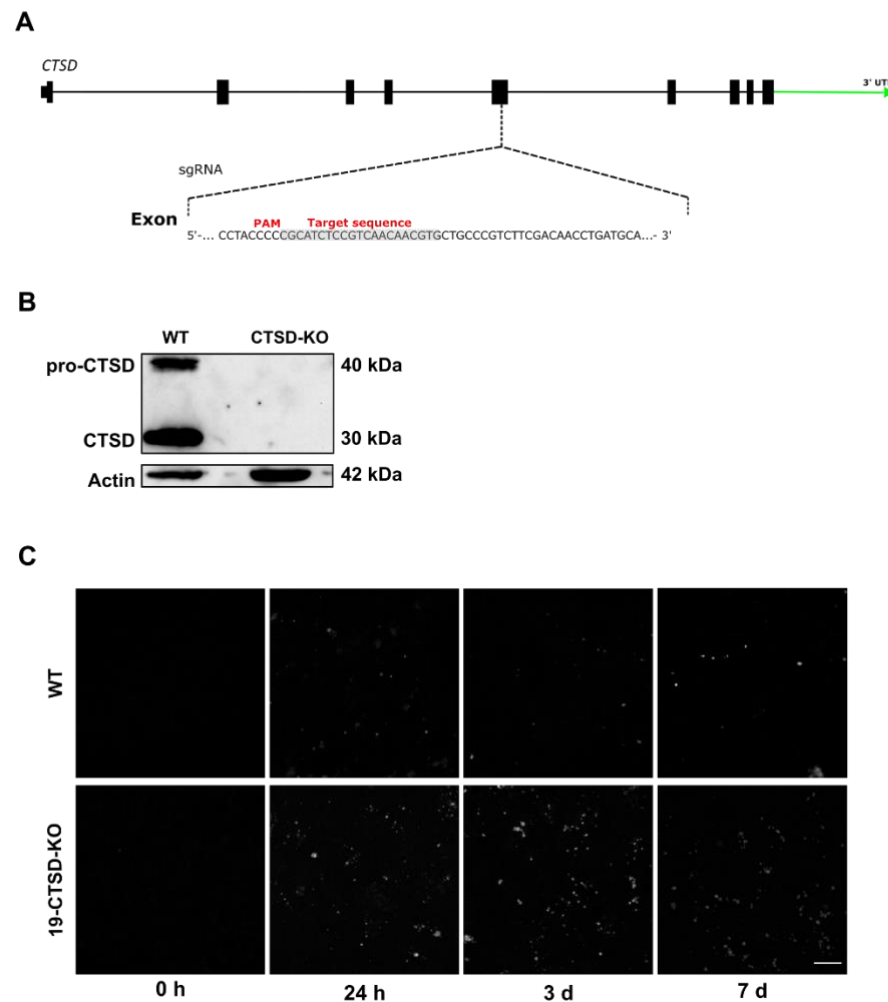 A
CTSD
3' UT
sgRNA
PAM Target sequence
Exon
5'-... CCTACCCCCGCATCTCCGTCAACAACGTGCTGCCCGTCTTCGACAACCTGATGCA...- 3'
B
WT CTSD-KO
pro-CTSD 40 kDa
CTSD 30 kDa
Actin 42 kDa
C
WT
19-CTSD-KO
0 h 24 h 3 d 7 d